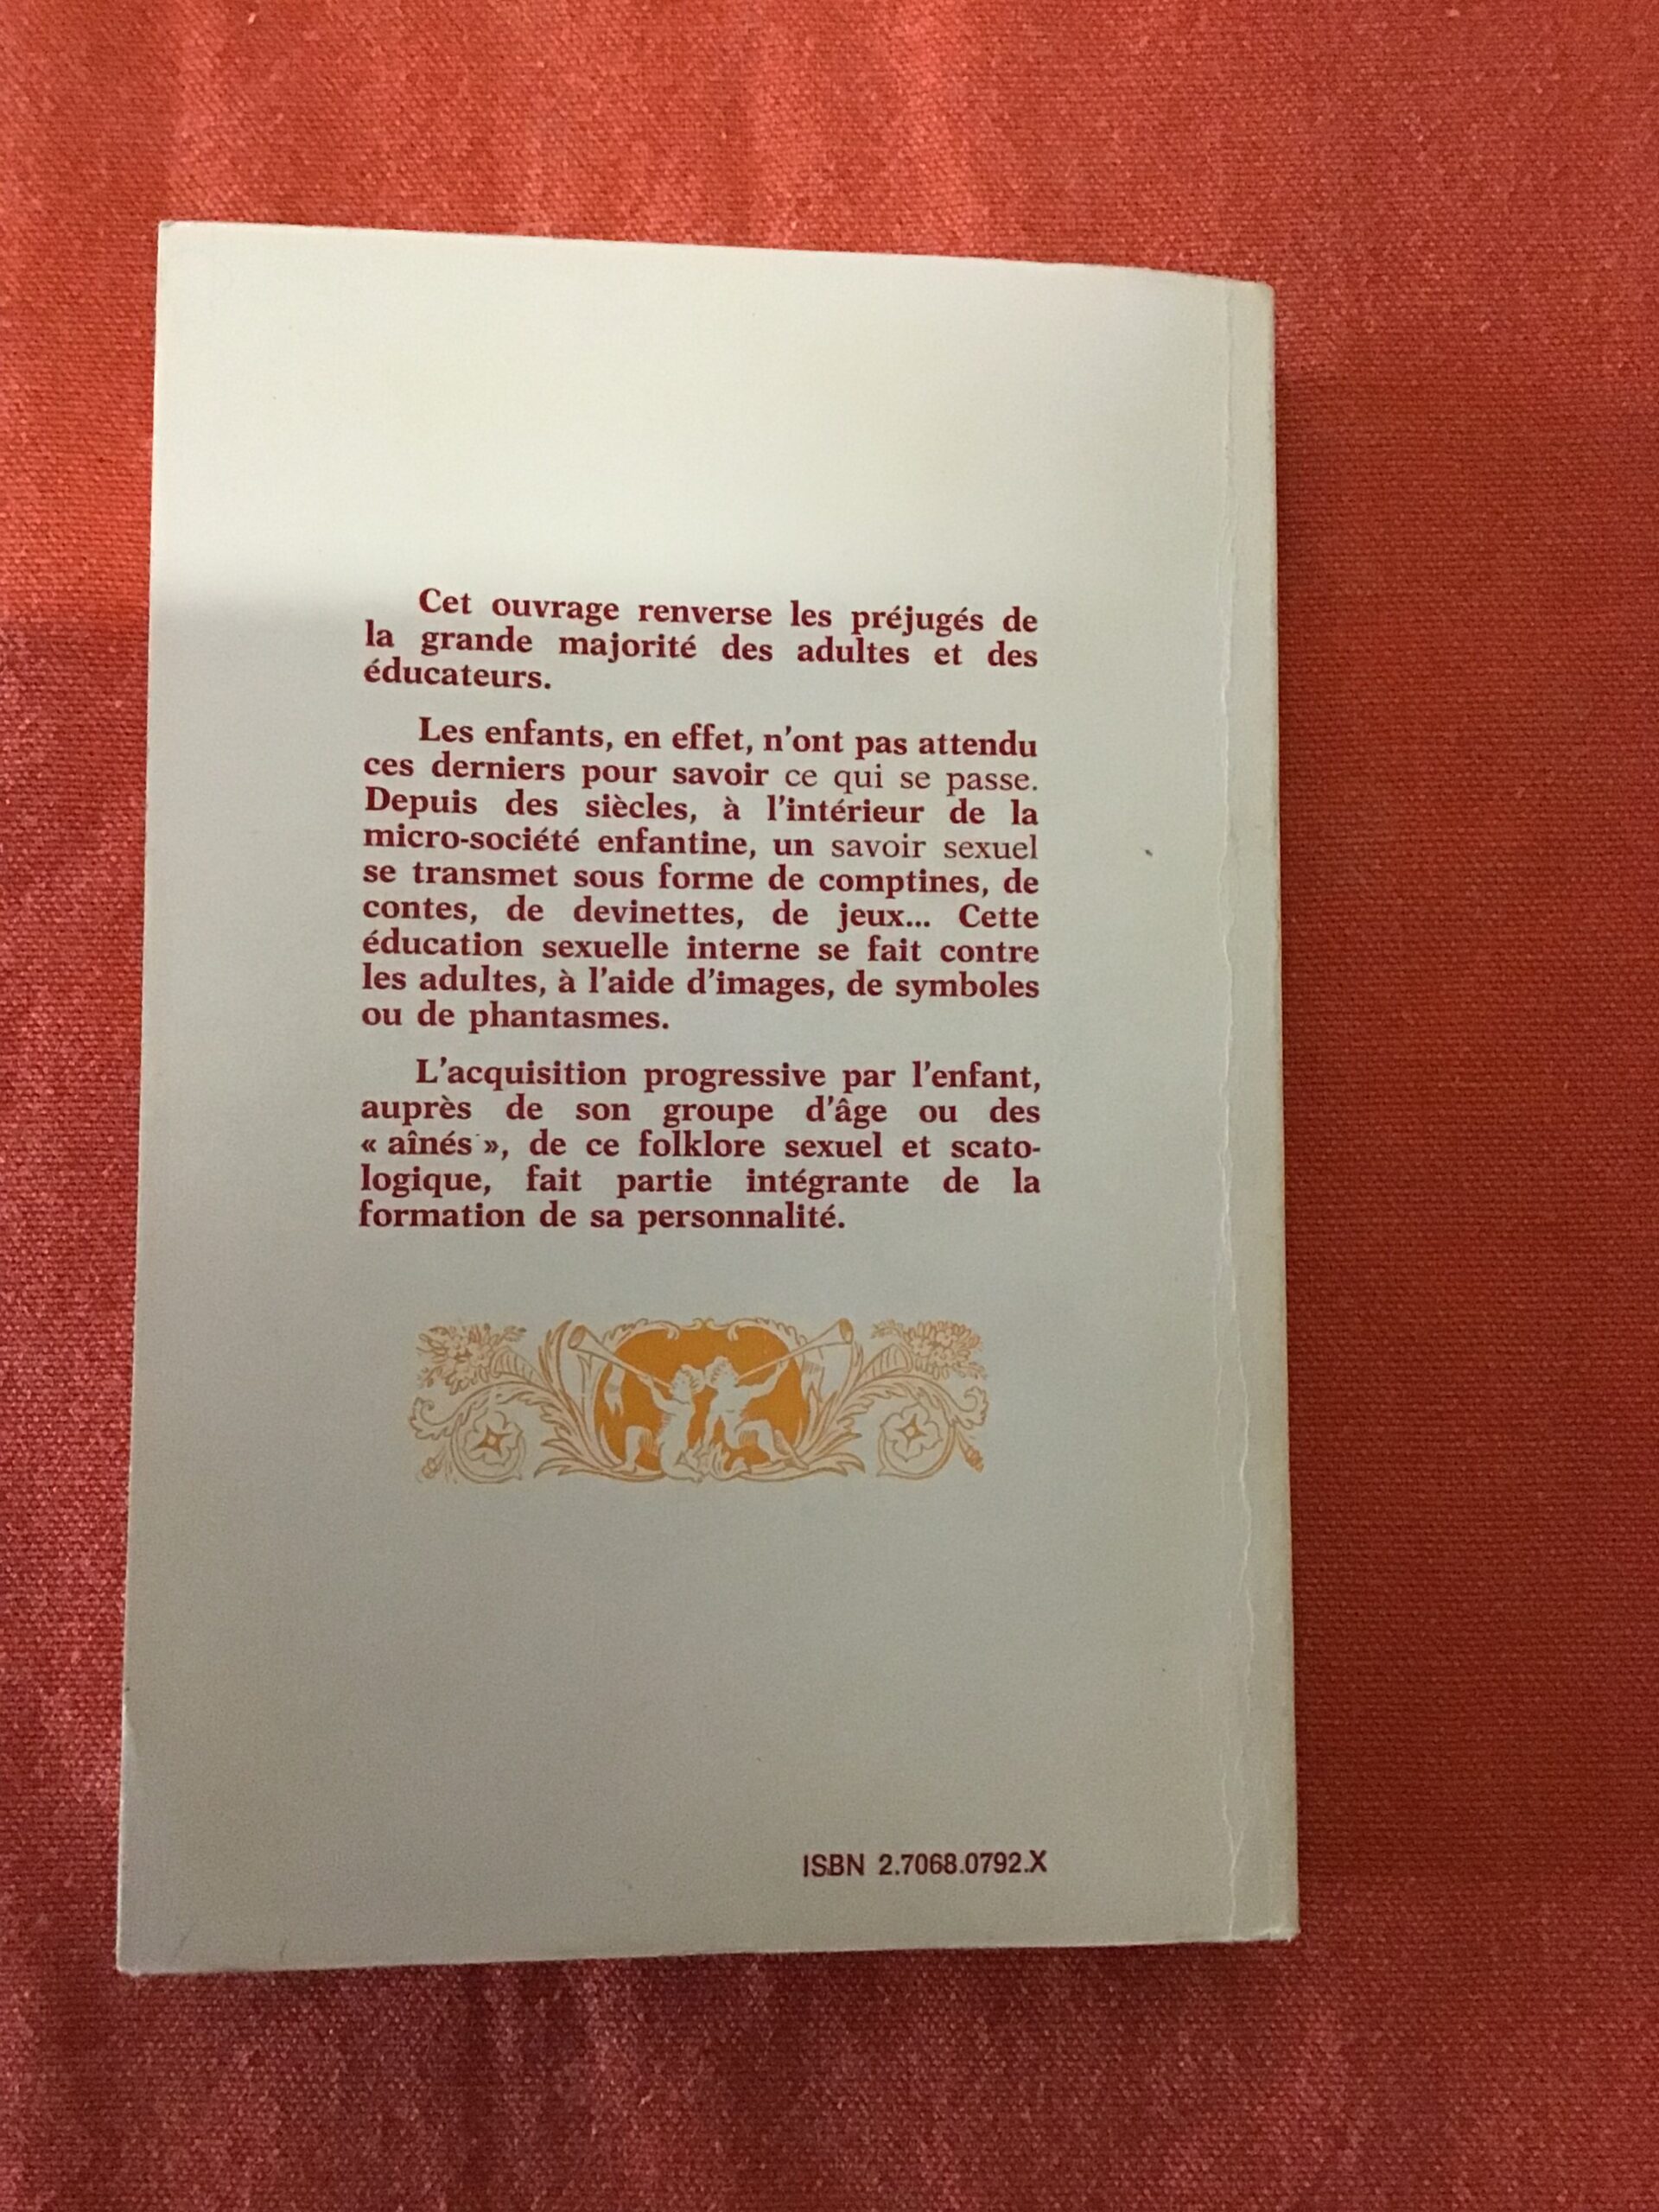 Cet ouvrage renverse les préjugés de
la grande majorité des adultes et des
éducateurs.
Les enfants, en effet, n'ont pas attendu
ces derniers pour savoir ce qui se passe.
Depuis des siècles, à l'intérieur de la
micro-société enfantine, un savoir sexuel
se transmet sous forme de comptines, de
contes, de devinettes, de jeux... Cette
éducation sexuelle interne se fait contre
les adultes, à l'aide d'images, de symboles
ou de phantasmes.
L'acquisition progressive par l'enfant,
auprès de son groupe d'âge ou des
« aînés », de ce folklore sexuel et scato-
logique, fait partie intégrante de la
formation de sa personnalité.
ISBN 2.7068.0792.X